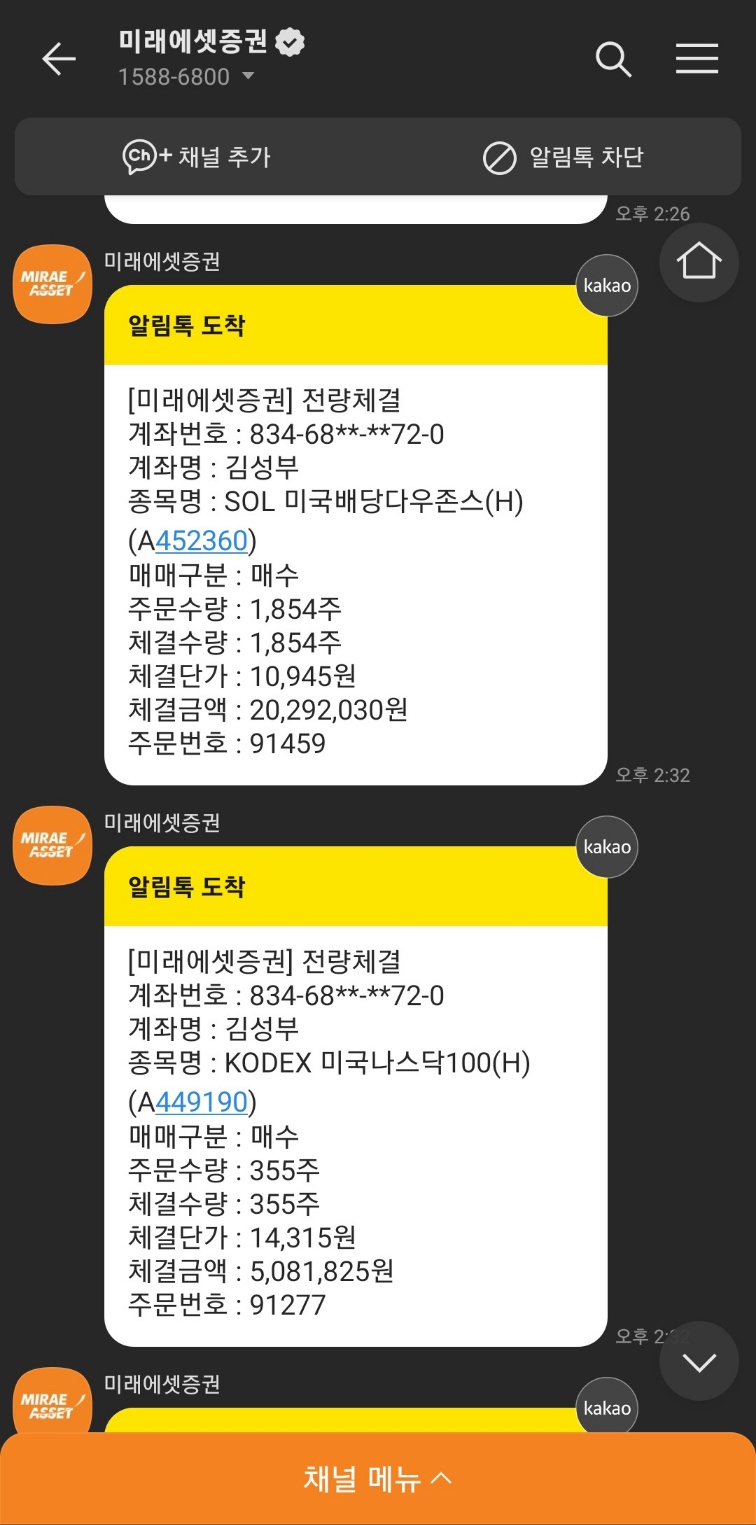 미래에셋증권
1588-6800
Ch+ 채널 추가
알림톡 차단
오후 2:26
MIRAE ASSET
미래에셋증권
kakao
알림톡 도착
[미래에셋증권] 전량체결
계좌번호 : 834-68**-**72-0
계좌명 : 김성부
종목명 : SOL 미국배당다우존스(H)
(A452360)
매매구분 : 매수
주문수량 : 1,854주
체결수량 : 1,854주
체결단가 : 10,945원
체결금액 : 20,292,030원
주문번호 : 91459
오후 2:32
MIRAE ASSET
미래에셋증권
kakao
알림톡 도착
[미래에셋증권] 전량체결
계좌번호 : 834-68**-**72-0
계좌명 : 김성부
종목명 : KODEX 미국나스닥100(H)
(A449190)
매매구분 : 매수
주문수량 : 355주
체결수량 : 355주
체결단가 : 14,315원
체결금액 : 5,081,825원
주문번호 : 91277
오후 2:32
MIRAE ASSET
미래에셋증권
kakao
채널 메뉴